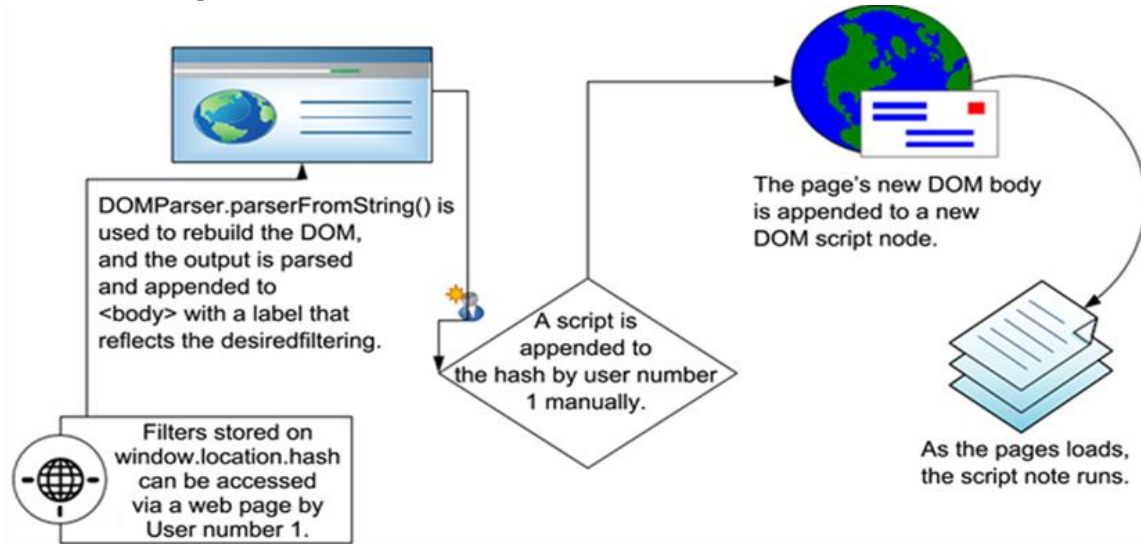 Filters stored on
window.location.hash
can be accessed
via a web page by
User number 1.
DOMParser.parserFromString() is
used to rebuild the DOM,
and the output is parsed
and appended to
<body> with a label that
reflects the desiredfiltering.
A script is
appended to
the hash by user number
1 manually.
The page's new DOM body
is appended to a new
DOM script node.
As the pages loads,
the script note runs.